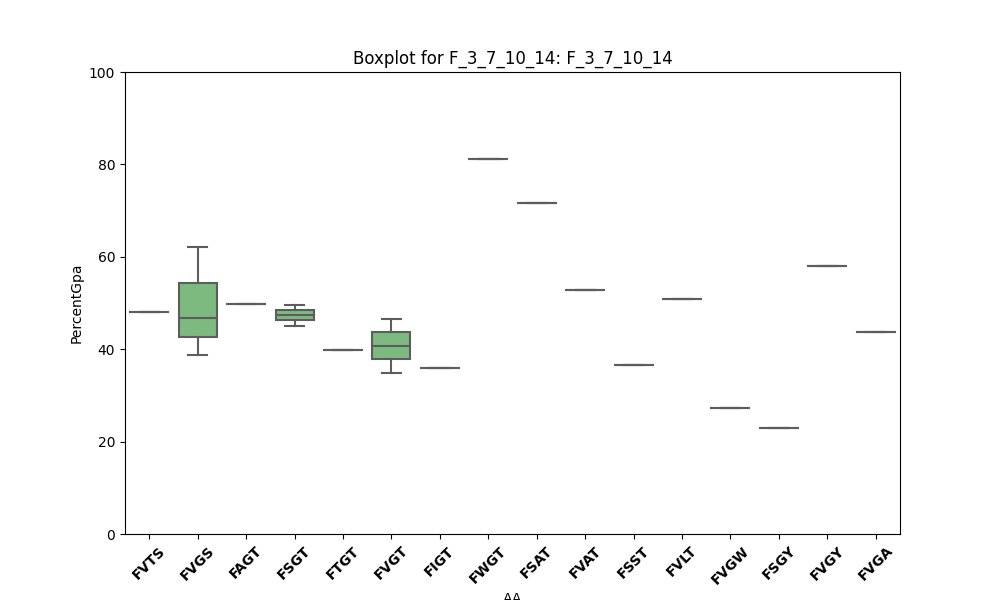 Boxplot for F_3_7_10_14: F_3_7_10_14
100
80
60
40
20
0
PercentGpa
FVTS FVGS FAGT FSGT FTGT FVGT FIGT FWGT FSAT FVAT FSST FVLT FVGW FSGY FVGY FVGA
AA